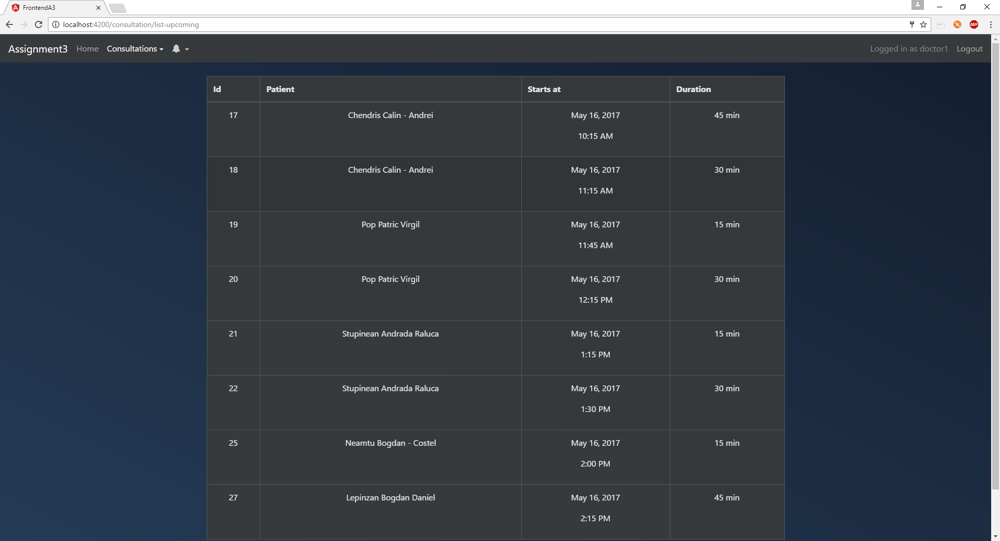 FrontendA3
localhost:4200/consultation/list-upcoming
ABP
Assignment3 Home Consultations Logged in as doctor1 Logout
Id Patient Starts at Duration
17 Chendris Calin - Andrei May 16, 2017 45 min
10:15 AM
18 Chendris Calin - Andrei May 16, 2017 30 min
11:15 AM
19 Pop Patric Virgil May 16, 2017 15 min
11:45 AM
20 Pop Patric Virgil May 16, 2017 30 min
12:15 PM
21 Stupinean Andrada Raluca May 16, 2017 15 min
1:15 PM
22 Stupinean Andrada Raluca May 16, 2017 30 min
1:30 PM
25 Neamtu Bogdan - Costel May 16, 2017 15 min
2:00 PM
27 Lepinzan Bogdan Daniel May 16, 2017 45 min
2:15 PM